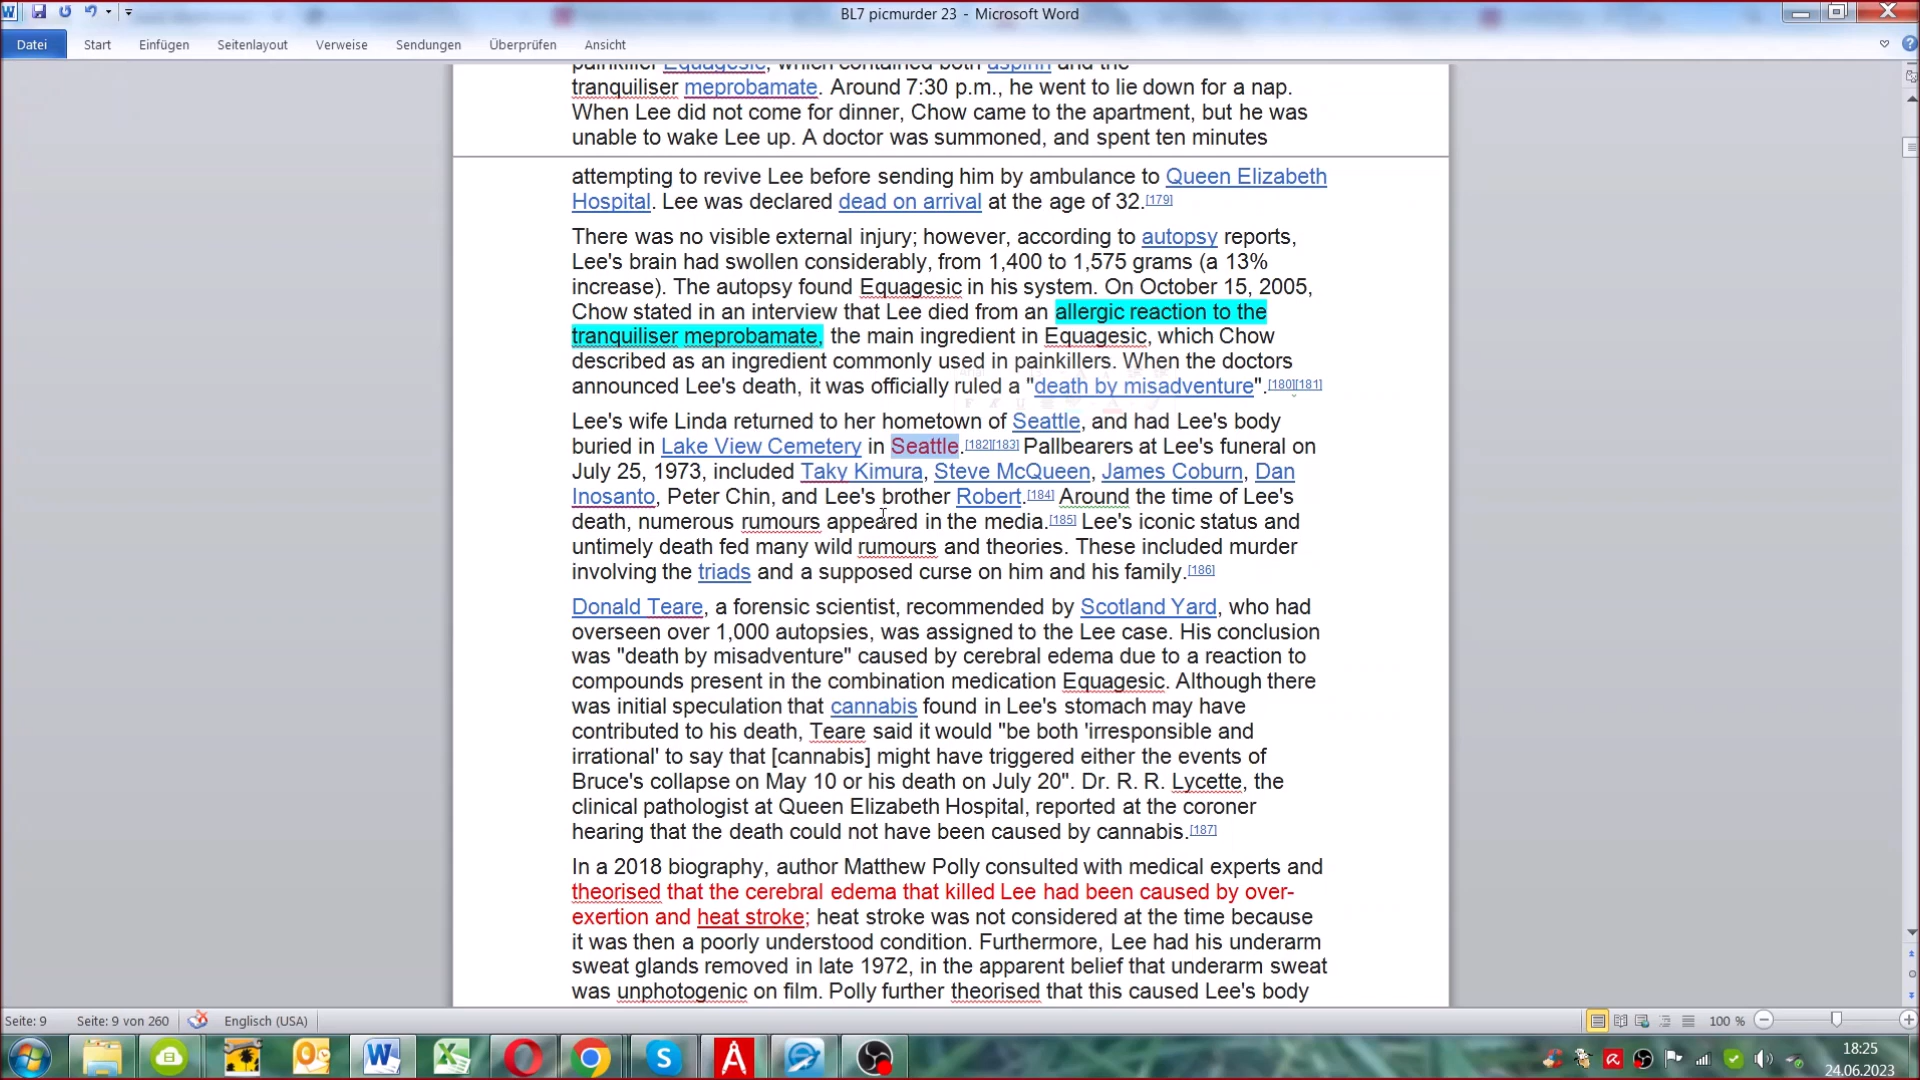 BL7 picmurder 23 - Microsoft Word
Datei Start Einfügen Seitenlayout Verweise Sendungen Überprüfen Ansicht
painkiller Equagesic, which contained both aspirin and the
tranquiliser meprobamate. Around 7:30 p.m., he went to lie down for a nap.
When Lee did not come for dinner, Chow came to the apartment, but he was
unable to wake Lee up. A doctor was summoned, and spent ten minutes
attempting to revive Lee before sending him by ambulance to Queen Elizabeth
Hospital. Lee was declared dead on arrival at the age of 32.[179]
There was no visible external injury; however, according to autopsy reports,
Lee's brain had swollen considerably, from 1,400 to 1,575 grams (a 13%
increase). The autopsy found Equagesic in his system. On October 15, 2005,
Chow stated in an interview that Lee died from an allergic reaction to the
tranquiliser meprobamate, the main ingredient in Equagesic, which Chow
described as an ingredient commonly used in painkillers. When the doctors
announced Lee's death, it was officially ruled a "death by misadventure".[180][181]
Lee's wife Linda returned to her hometown of Seattle, and had Lee's body
buried in Lake View Cemetery in Seattle.[182][183] Pallbearers at Lee's funeral on
July 25, 1973, included Taky Kimura, Steve McQueen, James Coburn, Dan
Inosanto, Peter Chin, and Lee's brother Robert.[184] Around the time of Lee's
death, numerous rumours appeared in the media.[185] Lee's iconic status and
untimely death fed many wild rumours and theories. These included murder
involving the triads and a supposed curse on him and his family.[186]
Donald Teare, a forensic scientist, recommended by Scotland Yard, who had
overseen over 1,000 autopsies, was assigned to the Lee case. His conclusion
was "death by misadventure" caused by cerebral edema due to a reaction to
compounds present in the combination medication Equagesic. Although there
was initial speculation that cannabis found in Lee's stomach may have
contributed to his death, Teare said it would "be both 'irresponsible and
irrational' to say that [cannabis] might have triggered either the events of
Bruce's collapse on May 10 or his death on July 20". Dr. R. R. Lycette, the
clinical pathologist at Queen Elizabeth Hospital, reported at the coroner
hearing that the death could not have been caused by cannabis.[187]
In a 2018 biography, author Matthew Polly consulted with medical experts and
theorised that the cerebral edema that killed Lee had been caused by over-
exertion and heat stroke; heat stroke was not considered at the time because
it was then a poorly understood condition. Furthermore, Lee had his underarm
sweat glands removed in late 1972, in the apparent belief that underarm sweat
was unphotogenic on film. Polly further theorised that this caused Lee's body
Seite: 9 Seite: 9 von 260 Englisch (USA) 100 %
18:25
24.06.2023